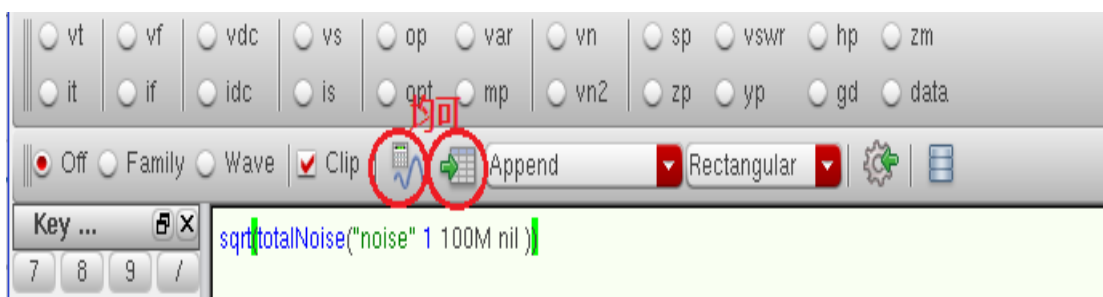 vt vf vdc vs op var vn sp vswr hp zm
it if idc is opt mp vn2 zp yp gd data
均可
Off Family Wave Clip Append Rectangular
Key ...
sqrt(totalNoise("noise" 1 100M nil ))
7 8 9 /